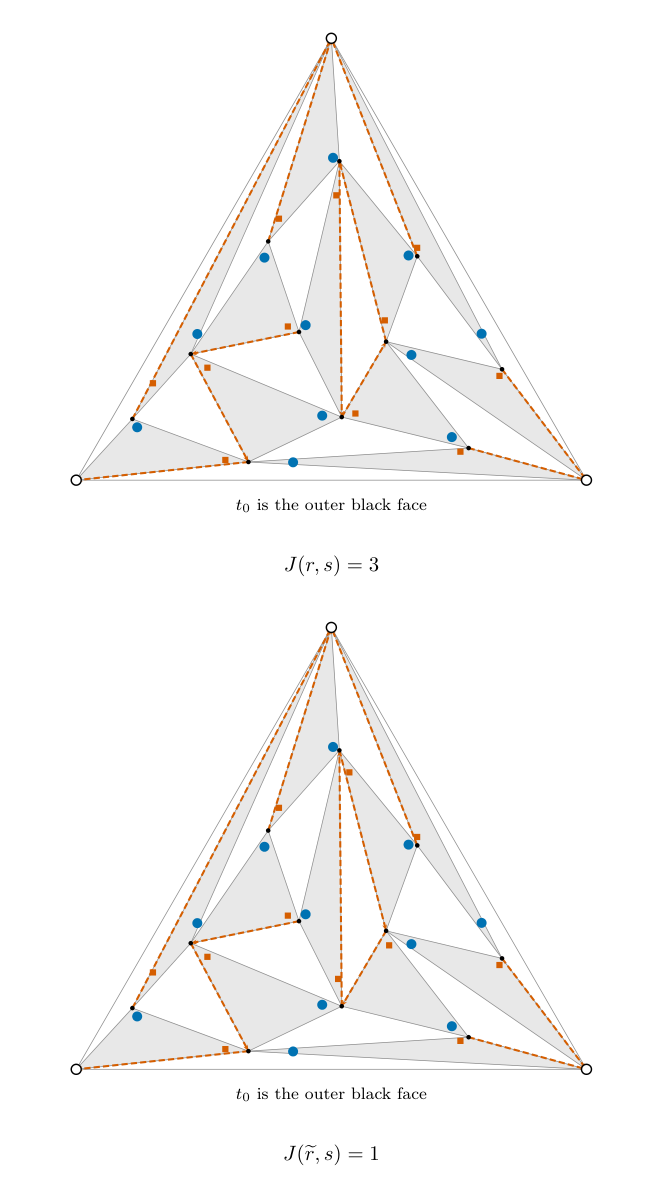 t₀ is the outer black face
J(r, s) = 3
t₀ is the outer black face
J(r̃, s) = 1